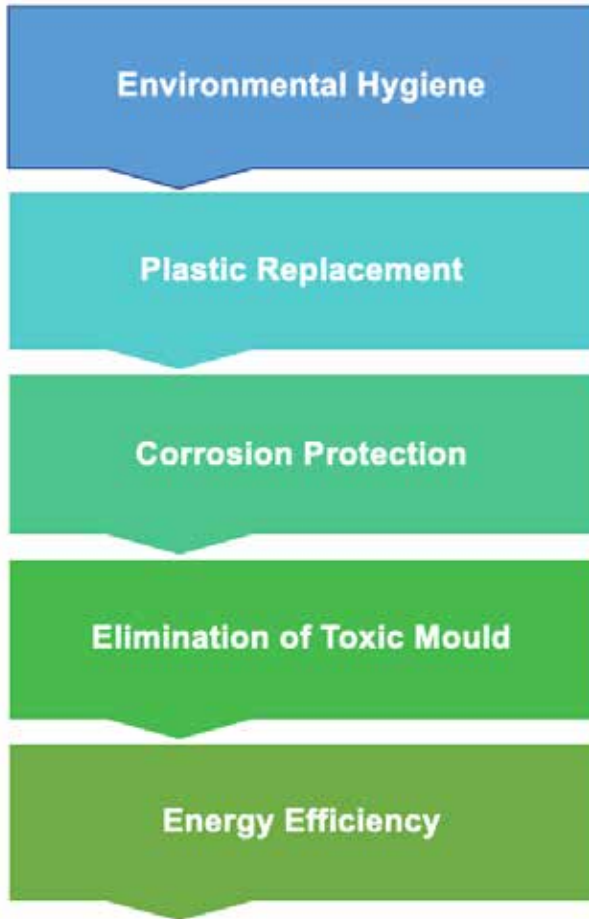 Environmental Hygiene
Plastic Replacement
Corrosion Protection
Elimination of Toxic Mould
Energy Efficiency